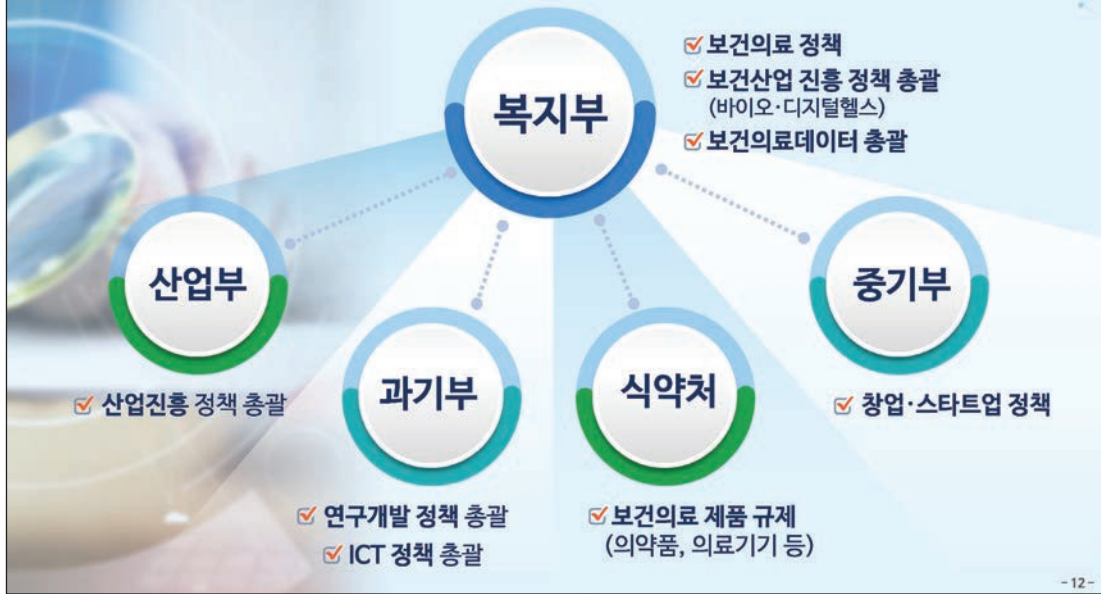 복지부
☑ 보건의료 정책
☑ 보건산업 진흥 정책 총괄
(바이오·디지털헬스)
☑ 보건의료데이터 총괄
산업부
☑ 산업진흥 정책 총괄
과기부
☑ 연구개발 정책 총괄
☑ ICT 정책 총괄
식약처
☑ 보건의료 제품 규제
(의약품, 의료기기 등)
중기부
☑ 창업·스타트업 정책
- 12 -